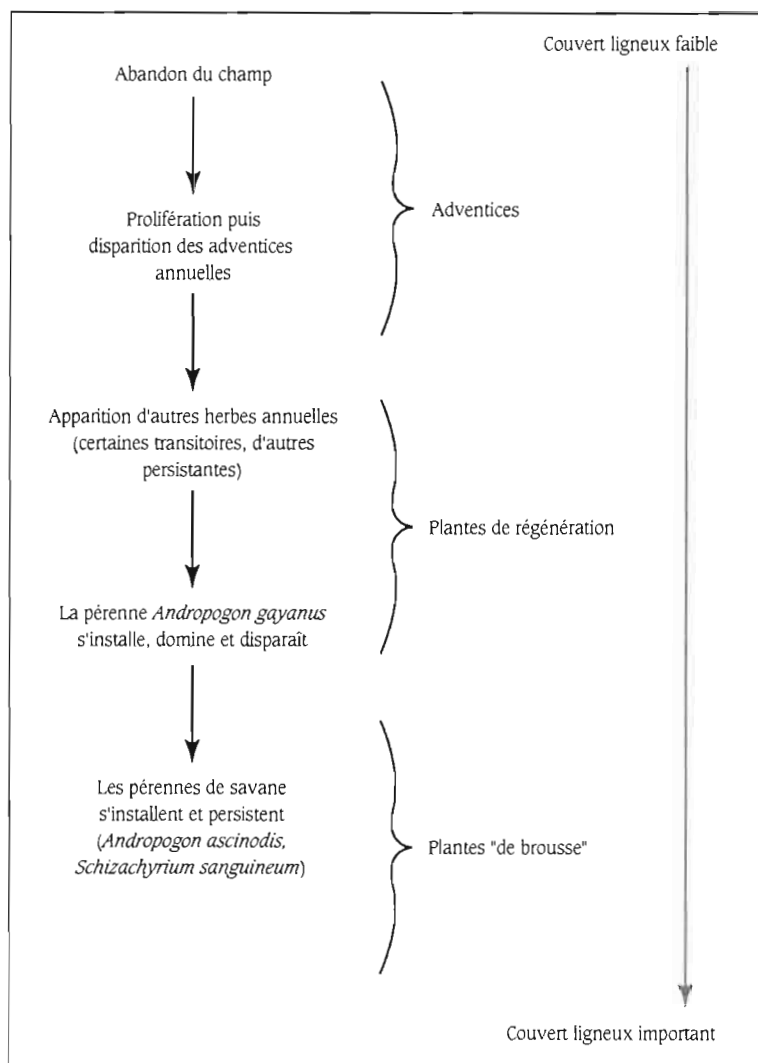 Couvert ligneux faible
Abandon du champ
Prolifération puis
disparition des adventices
annuelles
Adventices
Apparition d'autres herbes annuelles
(certaines transitoires, d'autres
persistantes)
Plantes de régénération
La pérenne Andropogon gayanus
s'installe, domine et disparaît
Les pérennes de savane
s'installent et persistent
(Andropogon ascinodis,
Schizachyrium sanguineum)
Plantes "de brousse"
Couvert ligneux important